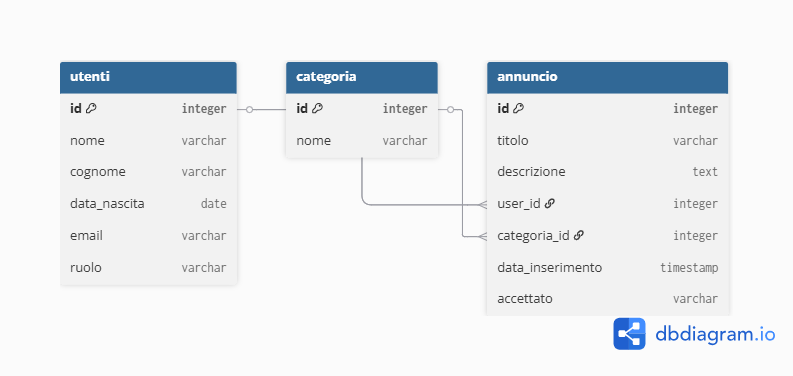 utenti
id integer
nome varchar
cognome varchar
data_nascita date
email varchar
ruolo varchar
categoria
id integer
nome varchar
annuncio
id integer
titolo varchar
descrizione text
user_id integer
categoria_id integer
data_inserimento timestamp
accettato varchar
dbdiagram.io